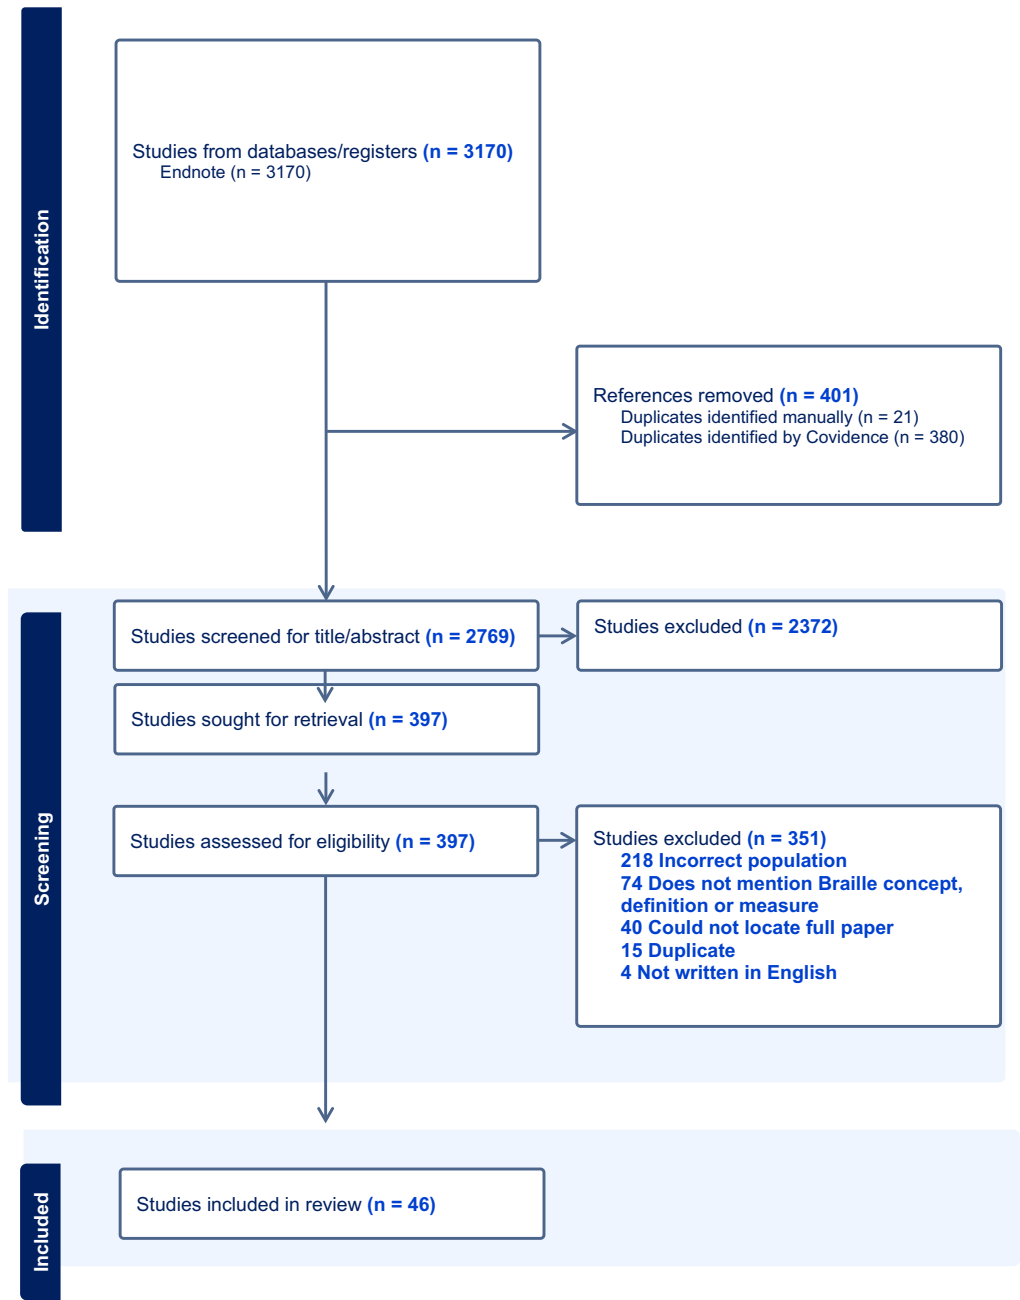 Identification
Studies from databases/registers (n = 3170)
Endnote (n = 3170)
References removed (n = 401)
Duplicates identified manually (n = 21)
Duplicates identified by Covidence (n = 380)
Screening
Studies screened for title/abstract (n = 2769)
Studies excluded (n = 2372)
Studies sought for retrieval (n = 397)
Studies assessed for eligibility (n = 397)
Studies excluded (n = 351)
218 Incorrect population
74 Does not mention Braille concept,
definition or measure
40 Could not locate full paper
15 Duplicate
4 Not written in English
Included
Studies included in review (n = 46)